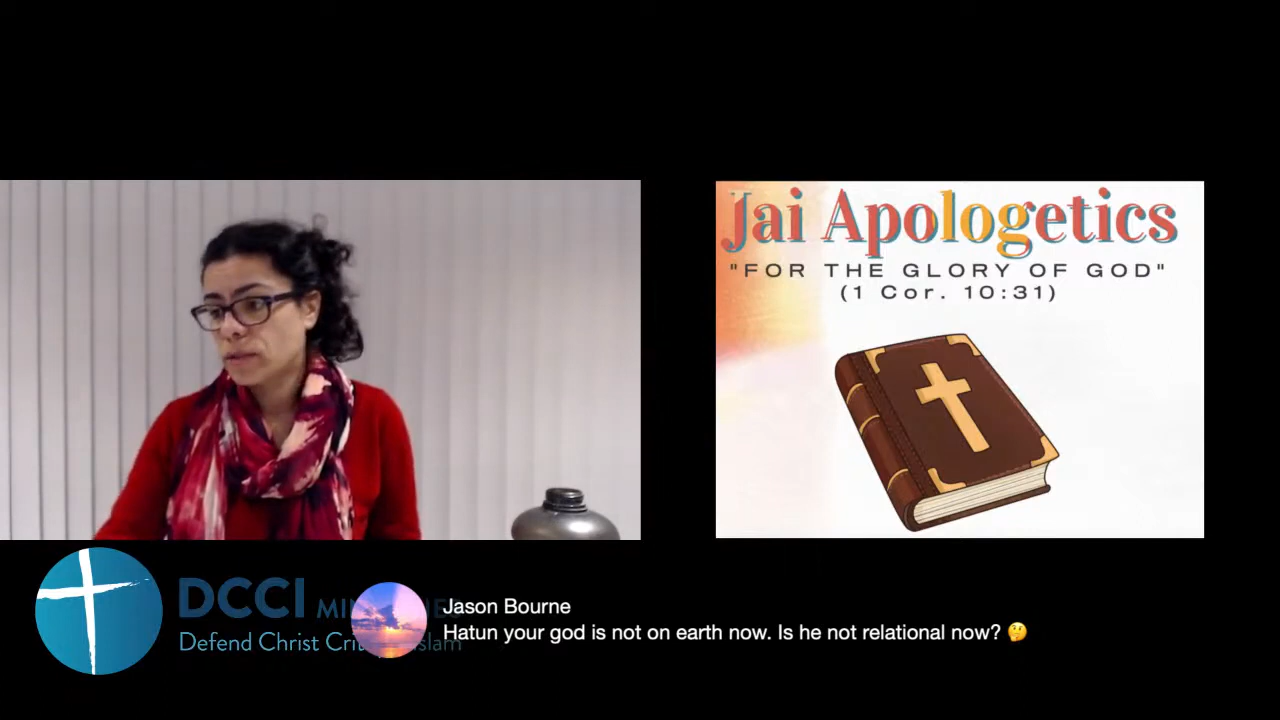 Jai Apologetics
"FOR THE GLORY OF GOD"
(1 Cor. 10:31)
DCCI
Defend Christ
Jason Bourne
Hatun your god is not on earth now. Is he not relational now? 🤔